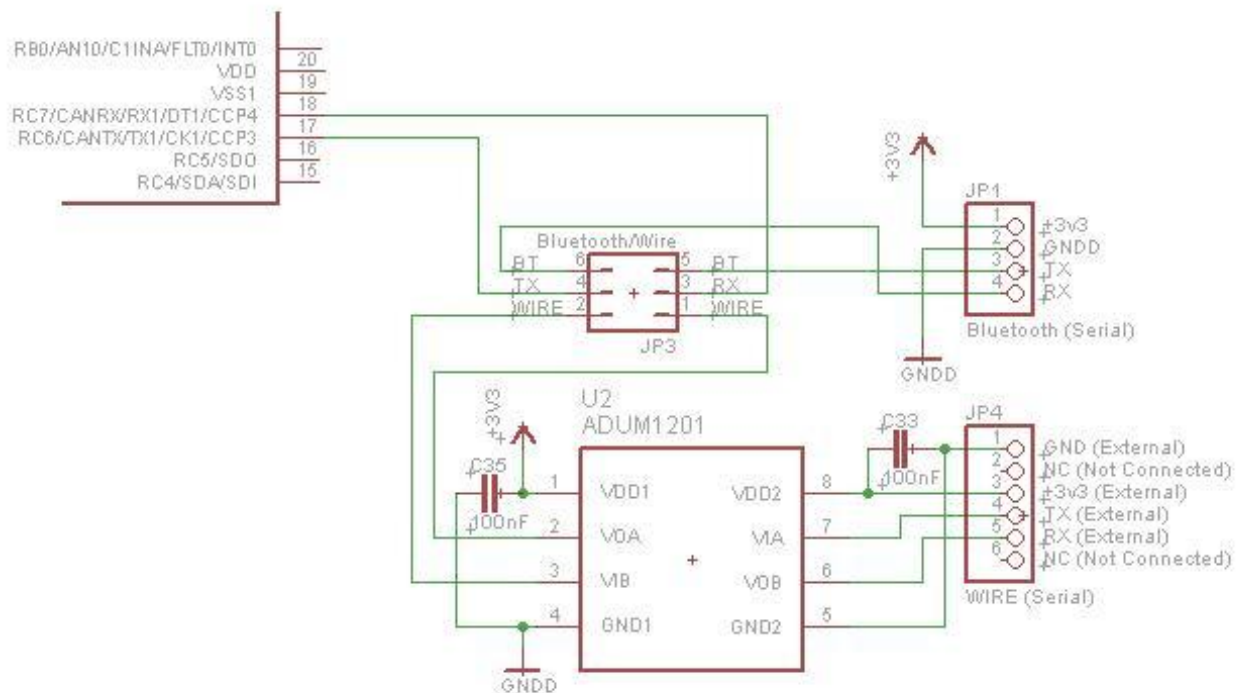 RB0/AN10/C1INA/FLT0/INT0
20
VDD
19
VSS1
18
RC7/CANRX/RX1/DT1/CCP4
17
RC6/CANTX/TX1/CK1/CCP3
16
RC5/SDO
15
RC4/SDA/SDI
+3V3
JP1
1 +3v3
2 GNDD
3 TX
4 RX
Bluetooth (Serial)
GNDD
Bluetooth/Wire
BT 6 5 BT
TX 4 3 RX
WIRE 2 1 WIRE
JP3
U2
ADUM1201
+3V3
C35
100nF
1 VDD1 VDD2 8
2 VOA VIA 7
3 VIB VOB 6
4 GND1 GND2 5
GNDD
C33
100nF
JP4
1 GND (External)
2 NC (Not Connected)
3 +3v3 (External)
4 TX (External)
5 RX (External)
6 NC (Not Connected)
WIRE (Serial)